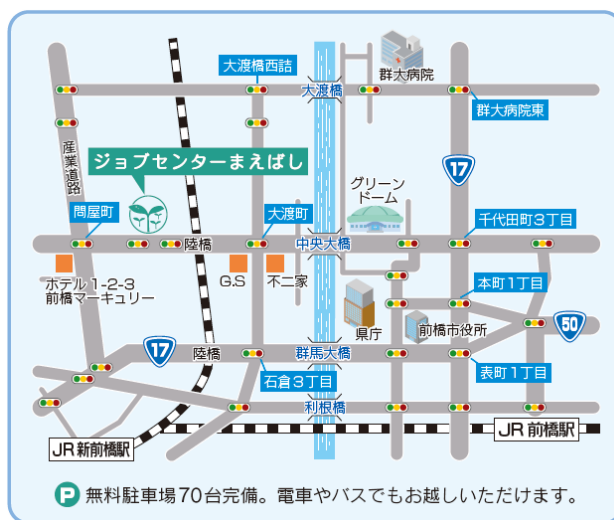 大渡橋西詰
群大病院
大渡橋
群大病院東
産業道路
ジョブセンターまえばし
17
グリーン
ドーム
問屋町
大渡町
千代田町3丁目
陸橋
中央大橋
ホテル1-2-3
前橋マーキュリー
G.S
不二家
本町1丁目
県庁
前橋市役所
50
17
陸橋
群馬大橋
石倉3丁目
表町1丁目
利根橋
JR新前橋駅
JR前橋駅
P 無料駐車場70台完備。電車やバスでもお越しいただけます。